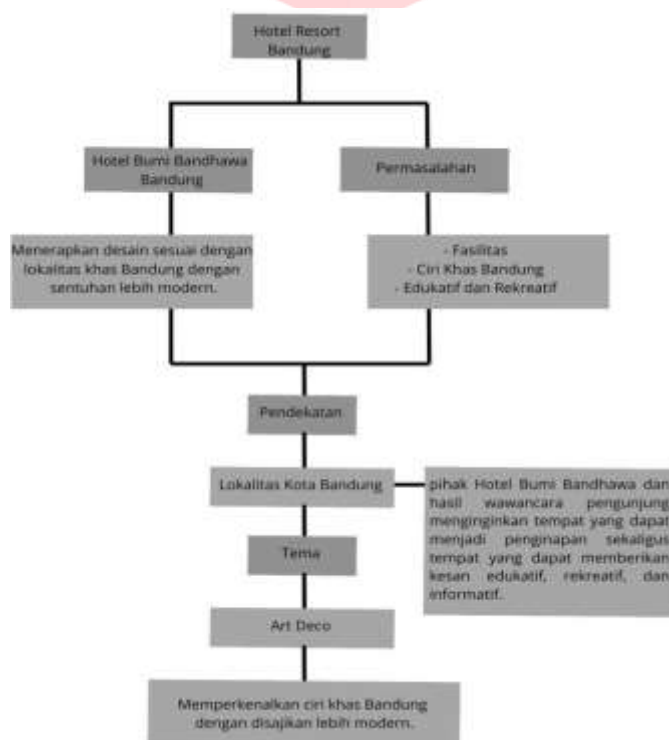 Hotel Resort
Bandung
Hotel Bumi Bandhawa
Bandung
Permasalahan
Menerapkan desain sesuai dengan
lokalitas khas Bandung dengan
sentuhan lebih modern.
- Fasilitas
- Ciri Khas Bandung
- Edukatif dan Rekreatif
Pendekatan
Lokalitas Kota Bandung
pihak Hotel Bumi Bandhawa dan
hasil wawancara pengunjung
menginginkan tempat yang dapat
menjadi penginapan sekaligus
tempat yang dapat memberikan
kesan edukatif, rekreatif, dan
informatif.
Tema
Art Deco
Memperkenalkan ciri khas Bandung
dengan disajikan lebih modern.